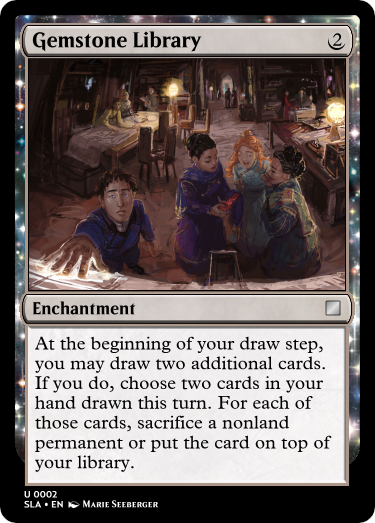 Gemstone Library 2
Enchantment
At the beginning of your draw step,
you may draw two additional cards.
If you do, choose two cards in your
hand drawn this turn. For each of
those cards, sacrifice a nonland
permanent or put the card on top of
your library.
U 0002
SLA • EN Marie Seeberger